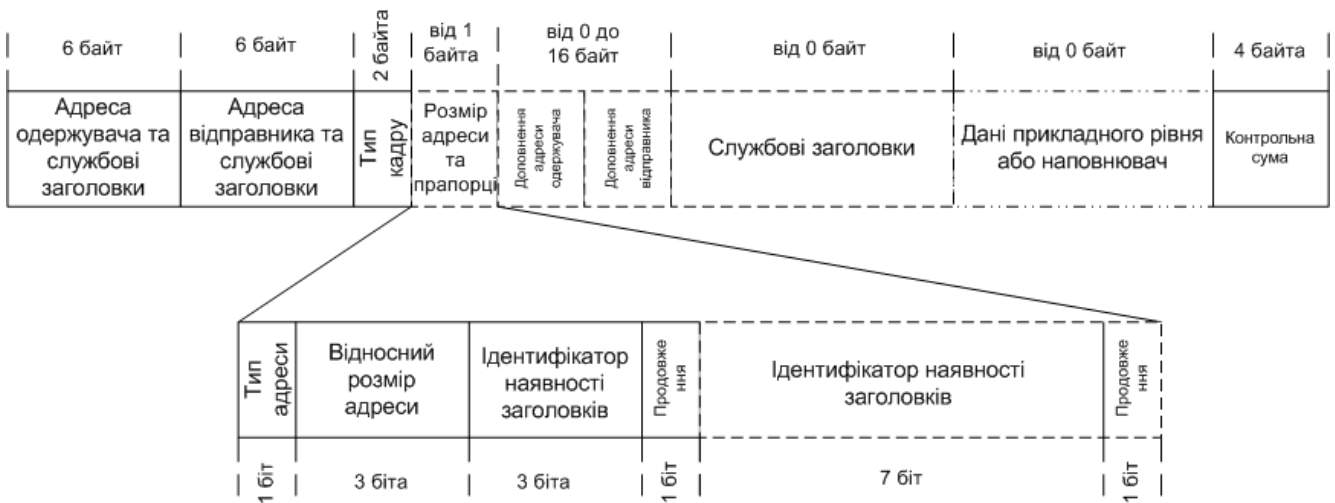 6 байт
6 байт
2 байта
від 1
байта
від 0 до
16 байт
від 0 байт
від 0 байт
4 байта
Адреса
одержувача та
службові
заголовки
Адреса
відправника та
службові
заголовки
Тип
кадру
Розмір
адреси
та
прапорці
Доповнення
адреси
одержувача
Доповнення
адреси
відправника
Службові заголовки
Дані прикладного рівня
або наповнювач
Контрольна
сума
Тип
адреси
Відносний
розмір
адреси
Ідентифікатор
наявності
заголовків
Продовже
ння
Ідентифікатор наявності
заголовків
Продовже
ння
1 біт
3 біта
3 біта
1 біт
7 біт
1 біт